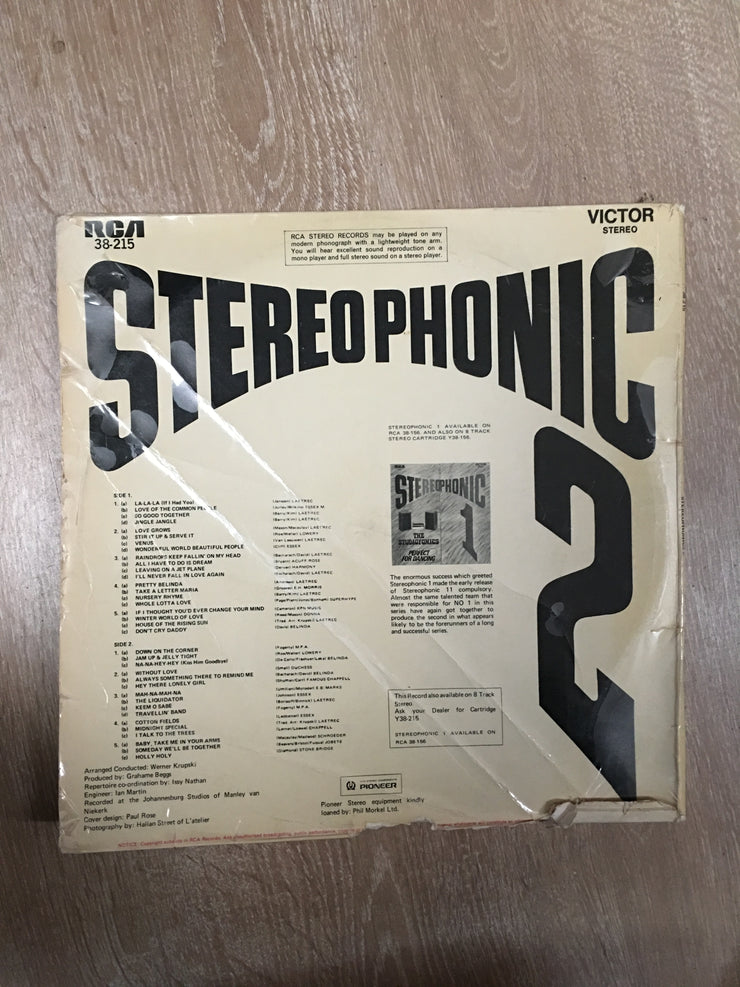 RCA
38-215
RCA STEREO RECORDS may be played on any
modern phonograph with a lightweight tone arm.
You will hear excellent sound reproduction on a
mono player and full stereo sound on a stereo player.
VICTOR
STEREO
STEREOPHONIC
2
STEREOPHONIC 1 AVAILABLE ON
RCA 38-166, AND ALSO ON 8 TRACK
STEREO CARTRIDGE Y38-166.
RCA
STEREOPHONIC
1
THE
STUDIOTONICS
PERFECT
FOR DANCING
The enormous success which greeted
Stereophonic 1 made the early release
of Stereophonic 11 compulsory.
Almost the same talented team that
were responsible for NO 1 in this
series have again got together to
produce the second in what appears
likely to be the forerunners of a long
and successful series.
This Record also available on 8 Track
Stereo.
Ask your Dealer for Cartridge
Y38-215
STEREOPHONIC 1 AVAILABLE ON
RCA 38-166
SIDE 1.
1. (a) LA-LA-LA (If I Had You)
(b) LOVE OF THE COMMON PEOPLE
(c) DO GOOD TOGETHER
(d) JINGLE JANGLE
2. (a) LOVE GROWS
(b) STIR IT UP & SERVE IT
(c) VENUS
(d) WONDERFUL WORLD BEAUTIFUL PEOPLE
3. (a) RAINDROPS KEEP FALLIN' ON MY HEAD
(b) ALL I HAVE TO DO IS DREAM
(c) LEAVING ON A JET PLANE
(d) I'LL NEVER FALL IN LOVE AGAIN
4. (a) PRETTY BELINDA
(b) TAKE A LETTER MARIA
(c) NURSERY RHYME
(d) WHOLE LOTTA LOVE
5. (a) IF I THOUGHT YOU'D EVER CHANGE YOUR MIND
(b) WINTER WORLD OF LOVE
(c) HOUSE OF THE RISING SUN
(d) DON'T CRY DADDY
SIDE 2.
1. (a) DOWN ON THE CORNER
(b) JAM UP & JELLY TIGHT
(c) NA-NA-HEY-HEY (Kiss Him Goodbye)
2. (a) WITHOUT LOVE
(b) ALWAYS SOMETHING THERE TO REMIND ME
(c) HEY THERE LONELY GIRL
3. (a) MAH-NA-MAH-NA
(b) THE LIQUIDATOR
(c) KEEM O SABE
(d) TRAVELLIN' BAND
4. (a) COTTON FIELDS
(b) MIDNIGHT SPECIAL
(c) I TALK TO THE TREES
5. (a) BABY, TAKE ME IN YOUR ARMS
(b) SOMEDAY WE'LL BE TOGETHER
(c) HOLLY HOLY
Arranged Conducted: Werner Krupski
Produced by: Grahame Beggs
Repertoire co-ordination by: Issy Nathan
Engineer: Ian Martin
Recorded at the Johannnburg Studios of Manley van
Niekerk
Cover design: Paul Rose
Photography by: Halian Street of L'atelier
PIONEER
Pioneer Stereo equipment kindly
loaned by: Phil Morkel Ltd.
NOTICE: Copyright subsists in RCA Records. Any unauthorised broadcasting, public performance,